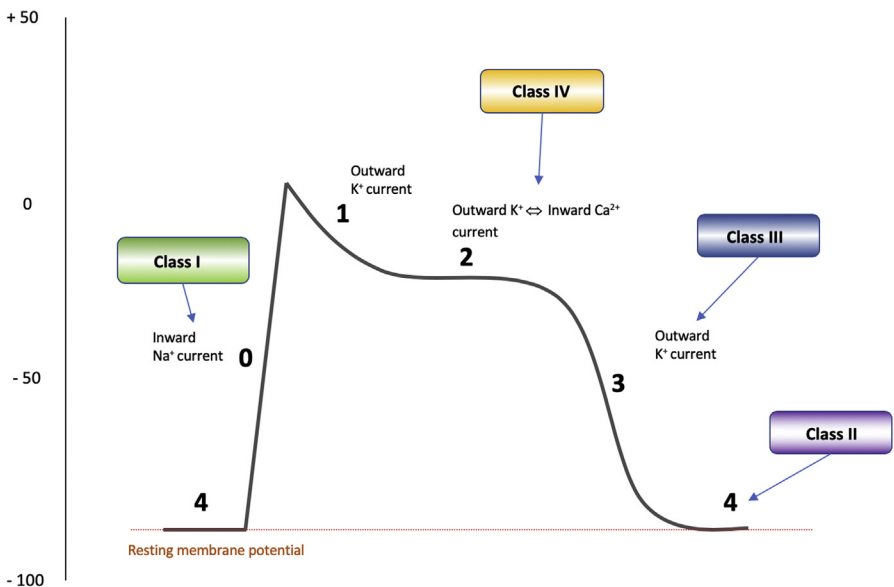 + 50
Class IV
Outward
K⁺ current
1
0
Outward K⁺ ⇔ Inward Ca²⁺
current
2
Class III
Class I
Inward
Na⁺ current
0
Outward
K⁺ current
- 50
3
Class II
4
4
Resting membrane potential
- 100